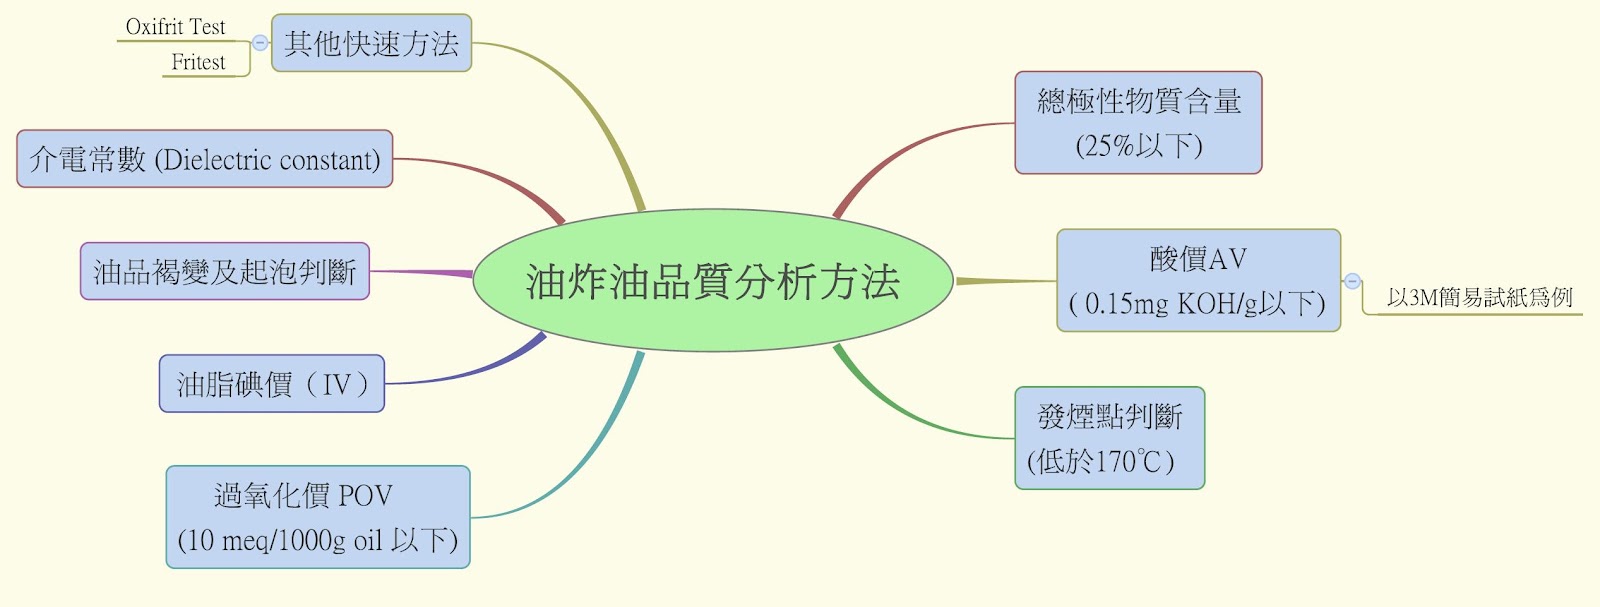 油炸油品質分析方法
總極性物質含量
(25%以下)
酸價AV
( 0.15mg KOH/g以下)
以3M簡易試紙爲例
發煙點判斷
(低於170℃)
過氧化價 POV
(10 meq/1000g oil 以下)
油脂碘價（IV）
油品褐變及起泡判斷
介電常數 (Dielectric constant)
其他快速方法
Oxifrit Test
Fritest